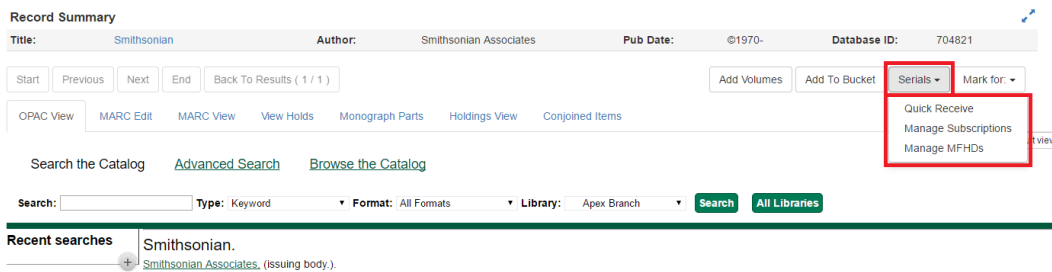 Record Summary
Title: Smithsonian Author: Smithsonian Associates Pub Date: ©1970- Database ID: 704821
Start Previous Next End Back To Results ( 1 / 1 ) Add Volumes Add To Bucket Serials Mark for:
Quick Receive
Manage Subscriptions
Manage MFHDs
OPAC View MARC Edit MARC View View Holds Monograph Parts Holdings View Conjoined Items
Search the Catalog Advanced Search Browse the Catalog
Search: Type: Keyword Format: All Formats Library: Apex Branch Search All Libraries
Recent searches
+
Smithsonian.
Smithsonian Associates, (issuing body.).